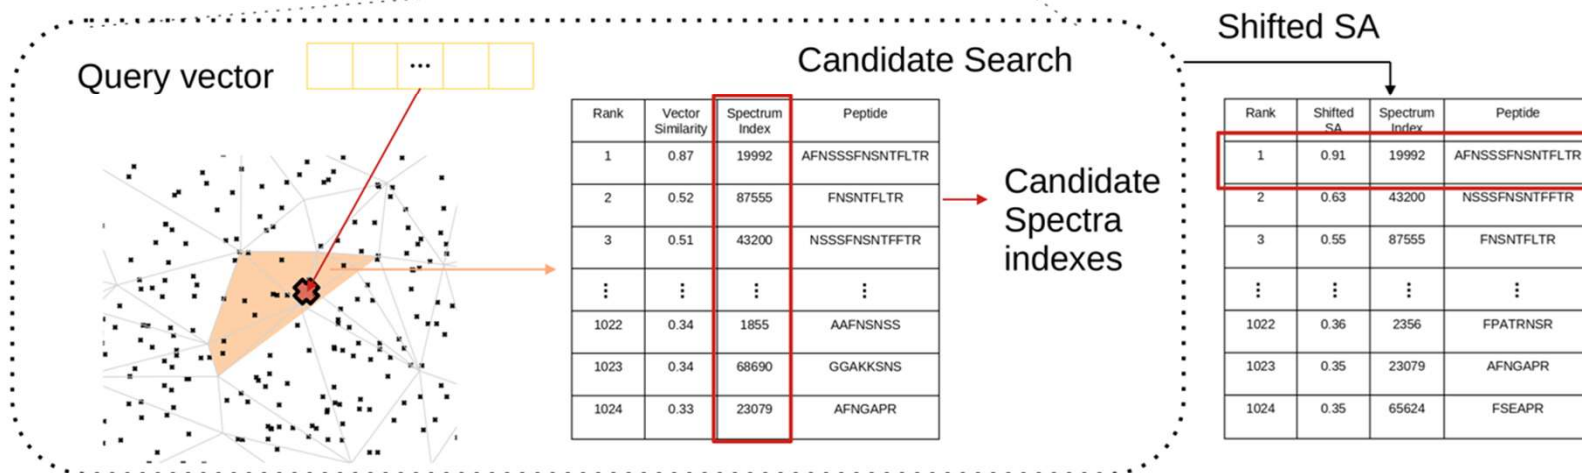 Shifted SA
Query vector
...
Candidate Search
Rank Vector Similarity Spectrum Index Peptide
1 0.87 19992 AFNSSSFNSNTFLTR
2 0.52 87555 FNSNTFLTR
3 0.51 43200 NSSSFNSNTFFTR
⋮ ⋮ ⋮ ⋮
1022 0.34 1855 AAFNSNSS
1023 0.34 68690 GGAKKSNS
1024 0.33 23079 AFNGAPR
Candidate
Spectra
indexes
Rank Shifted SA Spectrum Index Peptide
1 0.91 19992 AFNSSSFNSNTFLTR
2 0.63 43200 NSSSFNSNTFFTR
3 0.55 87555 FNSNTFLTR
⋮ ⋮ ⋮ ⋮
1022 0.36 2356 FPATRNSR
1023 0.35 23079 AFNGAPR
1024 0.35 65624 FSEAPR